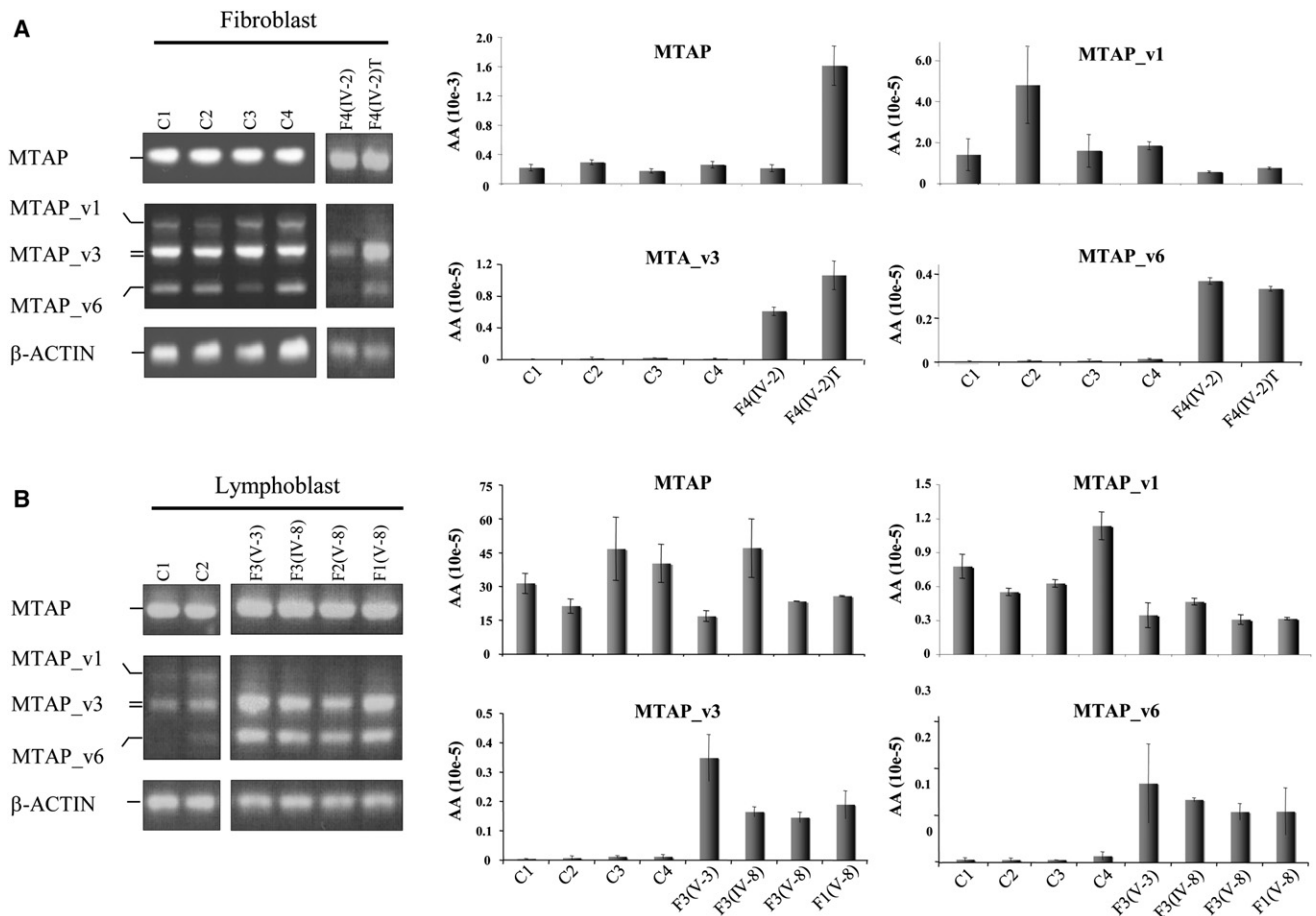 A
Fibroblast
C1
C2
C3
C4
F4(IV-2)
F4(IV-2)T
MTAP
MTAP_v1
MTAP_v3
MTAP_v6
β-ACTIN
MTAP
AA (10e-3)
2.0
1.6
1.2
0.8
0.4
0
MTAP_v1
AA (10e-5)
6.0
4.0
2.0
0
MTA_v3
AA (10e-5)
1.2
0.8
0.4
0
C1
C2
C3
C4
F4(IV-2)
F4(IV-2)T
MTAP_v6
AA (10e-5)
0.4
0.2
0
C1
C2
C3
C4
F4(IV-2)
F4(IV-2)T
B
Lymphoblast
C1
C2
F3(V-3)
F3(IV-8)
F2(V-8)
F1(V-8)
MTAP
MTAP_v1
MTAP_v3
MTAP_v6
β-ACTIN
MTAP
AA (10e-5)
75
60
45
30
15
0
MTAP_v1
AA (10e-5)
1.5
1.2
0.9
0.6
0.3
0
MTAP_v3
AA (10e-5)
0.5
0.4
0.3
0.2
0.1
0
C1
C2
C3
C4
F3(V-3)
F3(IV-8)
F3(V-8)
F1(V-8)
MTAP_v6
AA (10e-5)
0.3
0.2
0.1
0
C1
C2
C3
C4
F3(V-3)
F3(IV-8)
F3(V-8)
F1(V-8)